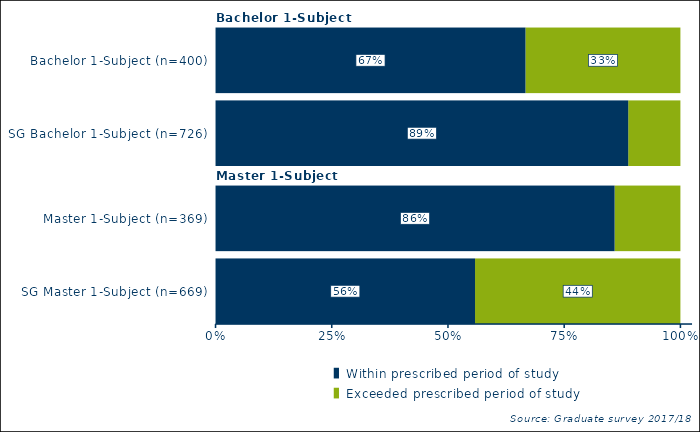 Bachelor 1-Subject
Bachelor 1-Subject (n=400)
67%
33%
SG Bachelor 1-Subject (n=726)
89%
Master 1-Subject
Master 1-Subject (n=369)
86%
SG Master 1-Subject (n=669)
56%
44%
0%
25%
50%
75%
100%
Within prescribed period of study
Exceeded prescribed period of study
Source: Graduate survey 2017/18